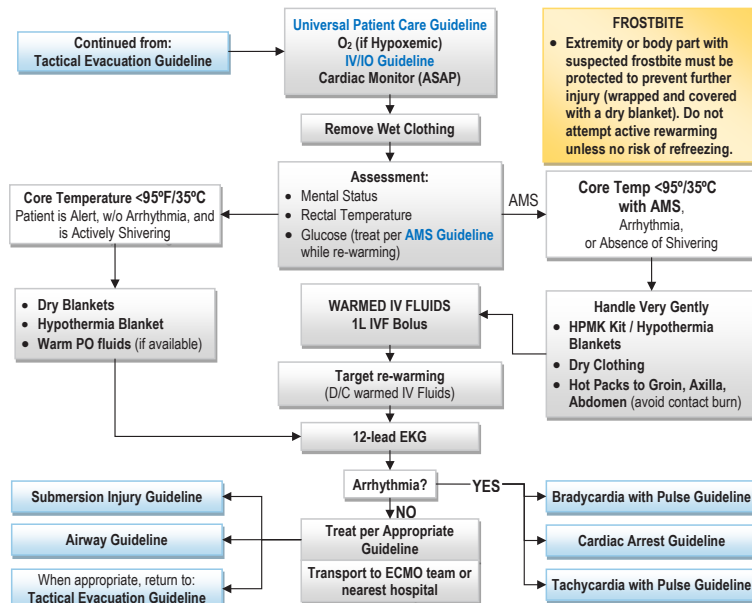 Continued from:
Tactical Evacuation Guideline
Universal Patient Care Guideline
O₂ (if Hypoxemic)
IV/IO Guideline
Cardiac Monitor (ASAP)
FROSTBITE
• Extremity or body part with
suspected frostbite must be
protected to prevent further
injury (wrapped and covered
with a dry blanket). Do not
attempt active rewarming
unless no risk of refreezing.
Remove Wet Clothing
Assessment:
• Mental Status
• Rectal Temperature
• Glucose (treat per AMS Guideline
while re-warming)
Core Temperature <95ºF/35ºC
Patient is Alert, w/o Arrhythmia, and
is Actively Shivering
AMS
Core Temp <95º/35ºC
with AMS,
Arrhythmia,
or Absence of Shivering
• Dry Blankets
• Hypothermia Blanket
• Warm PO fluids (if available)
WARMED IV FLUIDS
1L IVF Bolus
Handle Very Gently
• HPMK Kit / Hypothermia
Blankets
• Dry Clothing
• Hot Packs to Groin, Axilla,
Abdomen (avoid contact burn)
Target re-warming
(D/C warmed IV Fluids)
12-lead EKG
Arrhythmia?
YES
NO
Submersion Injury Guideline
Airway Guideline
When appropriate, return to:
Tactical Evacuation Guideline
Treat per Appropriate
Guideline
Transport to ECMO team or
nearest hospital
Bradycardia with Pulse Guideline
Cardiac Arrest Guideline
Tachycardia with Pulse Guideline